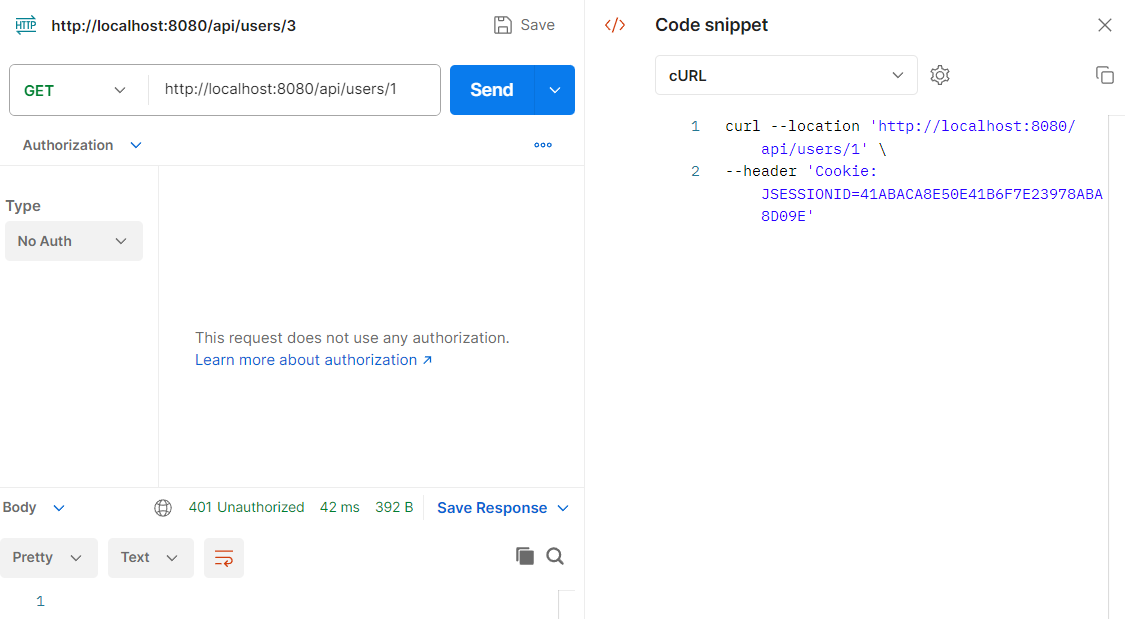 HTTP http://localhost:8080/api/users/3 Save
GET http://localhost:8080/api/users/1 Send
Authorization
Type
No Auth
This request does not use any authorization.
Learn more about authorization ↗
Body 401 Unauthorized 42 ms 392 B Save Response
Pretty Text
1
</> Code snippet
cURL
1 curl --location 'http://localhost:8080/
api/users/1' \
2 --header 'Cookie:
JSESSIONID=41ABACA8E50E41B6F7E23978ABA
8D09E'